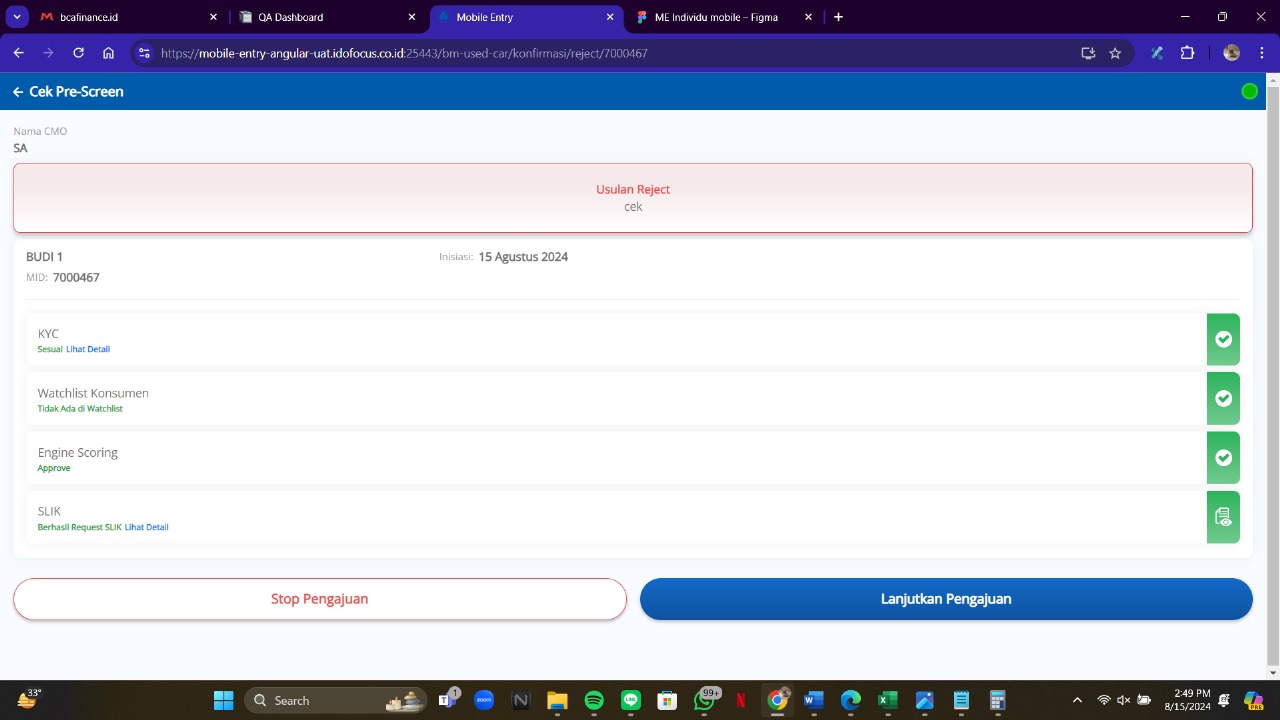 bcafinance.id
QA Dashboard
Mobile Entry
ME Individu mobile – Figma
https://mobile-entry-angular-uat.idofocus.co.id:25443/bm-used-car/konfirmasi/reject/7000467
Cek Pre-Screen
Nama CMO
SA
Usulan Reject
cek
BUDI 1
Inisiasi: 15 Agustus 2024
MID: 7000467
KYC
Sesuai Lihat Detail
Watchlist Konsumen
Tidak Ada di Watchlist
Engine Scoring
Approve
SLIK
Berhasil Request SLIK Lihat Detail
Stop Pengajuan
Lanjutkan Pengajuan
33°
Search
1
zoom
99+
2:49 PM
8/15/2024